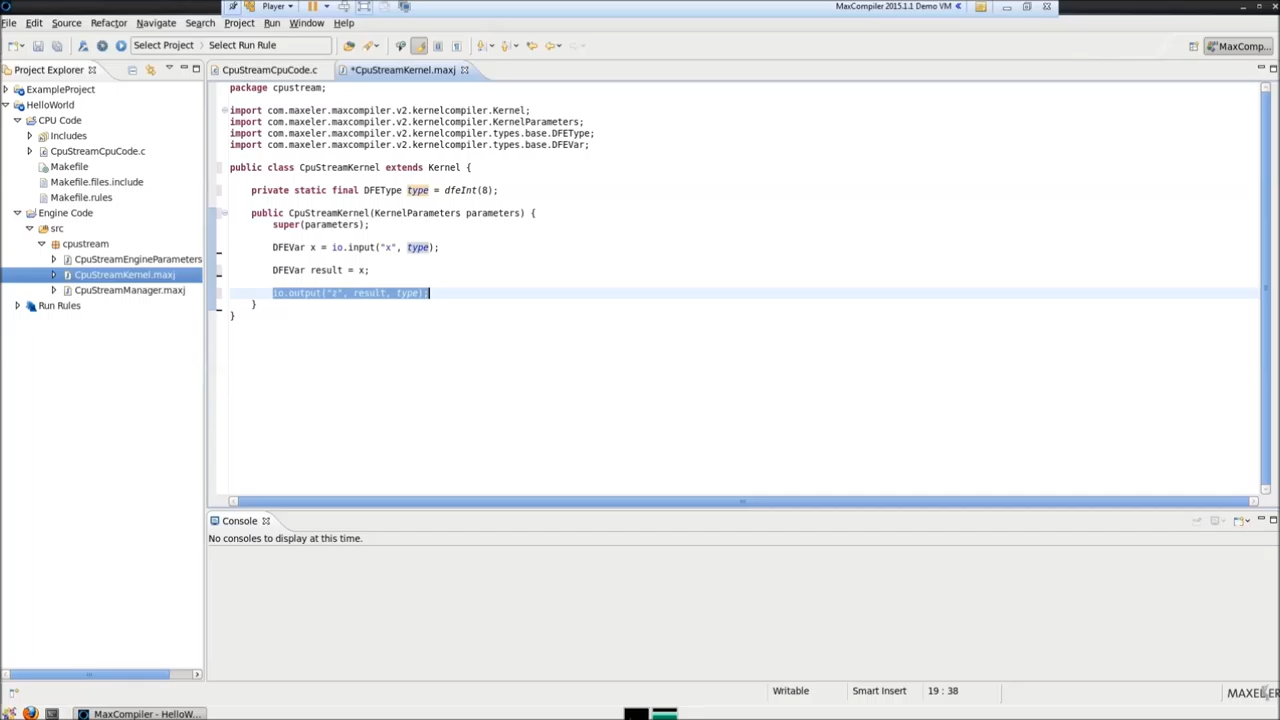 Player
MaxCompiler 2015.1.1 Demo VM
File Edit Source Refactor Navigate Search Project Run Window Help
Select Project Select Run Rule MaxComp...
Project Explorer CpuStreamCpuCode.c *CpuStreamKernel.maxj
ExampleProject
HelloWorld
CPU Code
Includes
CpuStreamCpuCode.c
Makefile
Makefile.files.include
Makefile.rules
Engine Code
src
cpustream
CpuStreamEngineParameters
CpuStreamKernel.maxj
CpuStreamManager.maxj
Run Rules
package cpustream;
import com.maxeler.maxcompiler.v2.kernelcompiler.Kernel;
import com.maxeler.maxcompiler.v2.kernelcompiler.KernelParameters;
import com.maxeler.maxcompiler.v2.kernelcompiler.types.base.DFEType;
import com.maxeler.maxcompiler.v2.kernelcompiler.types.base.DFEVar;
public class CpuStreamKernel extends Kernel {
private static final DFEType type = dfeInt(8);
public CpuStreamKernel(KernelParameters parameters) {
super(parameters);
DFEVar x = io.input("x", type);
DFEVar result = x;
io.output("z", result, type);
}
}
Console
No consoles to display at this time.
Writable Smart Insert 19 : 38
MaxCompiler - HelloW...